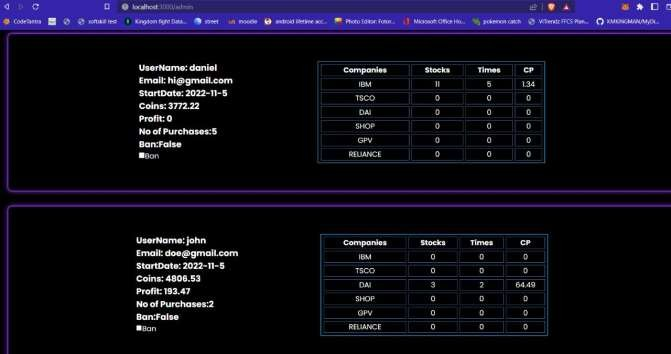 localhost:3000/admin
CodeTantra softskill test Kingdom fight Data... street moodle android lifetime acc... Photo Editor: Fotor... Microsoft Office Ho... pokemon catch VITrendz FFCS Plan... KMKINGMAN/MyDi...
UserName: daniel
Email: hi@gmail.com
StartDate: 2022-11-5
Coins: 3772.22
Profit: 0
No of Purchases:5
Ban:False
Ban
Companies Stocks Times CP
IBM 11 5 1.34
TSCO 0 0 0
DAI 0 0 0
SHOP 0 0 0
GPV 0 0 0
RELIANCE 0 0 0
UserName: john
Email: doe@gmail.com
StartDate: 2022-11-5
Coins: 4806.53
Profit: 193.47
No of Purchases:2
Ban:False
Ban
Companies Stocks Times CP
IBM 0 0 0
TSCO 0 0 0
DAI 3 2 64.49
SHOP 0 0 0
GPV 0 0 0
RELIANCE 0 0 0